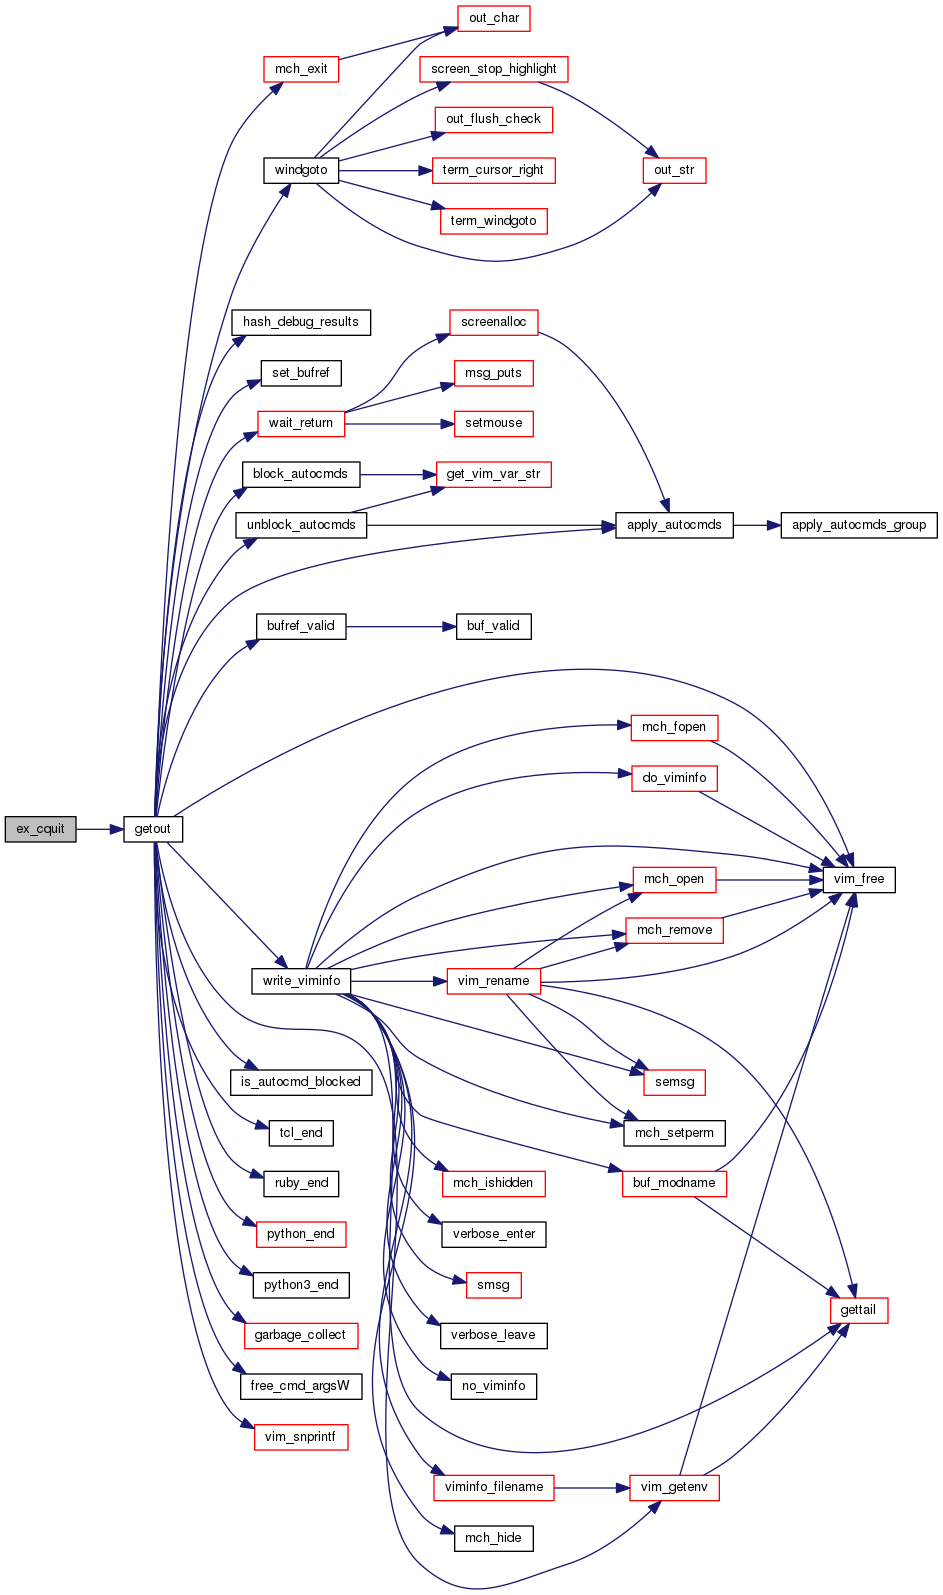 out_char
mch_exit
screen_stop_highlight
out_flush_check
windgoto
term_cursor_right
out_str
term_windgoto
hash_debug_results
screenalloc
set_bufref
msg_puts
wait_return
setmouse
block_autocmds
get_vim_var_str
unblock_autocmds
apply_autocmds
apply_autocmds_group
bufref_valid
buf_valid
mch_fopen
do_viminfo
ex_cquit
getout
mch_open
vim_free
mch_remove
write_viminfo
vim_rename
is_autocmd_blocked
semsg
tcl_end
mch_setperm
ruby_end
mch_ishidden
buf_modname
python_end
verbose_enter
python3_end
smsg
gettail
garbage_collect
verbose_leave
free_cmd_argsW
no_viminfo
vim_snprintf
viminfo_filename
vim_getenv
mch_hide